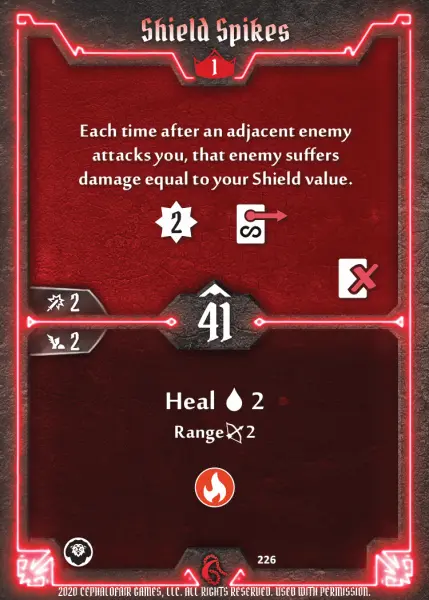 Shield Spikes
1
Each time after an adjacent enemy
attacks you, that enemy suffers
damage equal to your Shield value.
2
2
41
2
Heal 2
Range 2
226
2020 CEPHALOFAIR GAMES, LLC. ALL RIGHTS RESERVED. USED WITH PERMISSION.